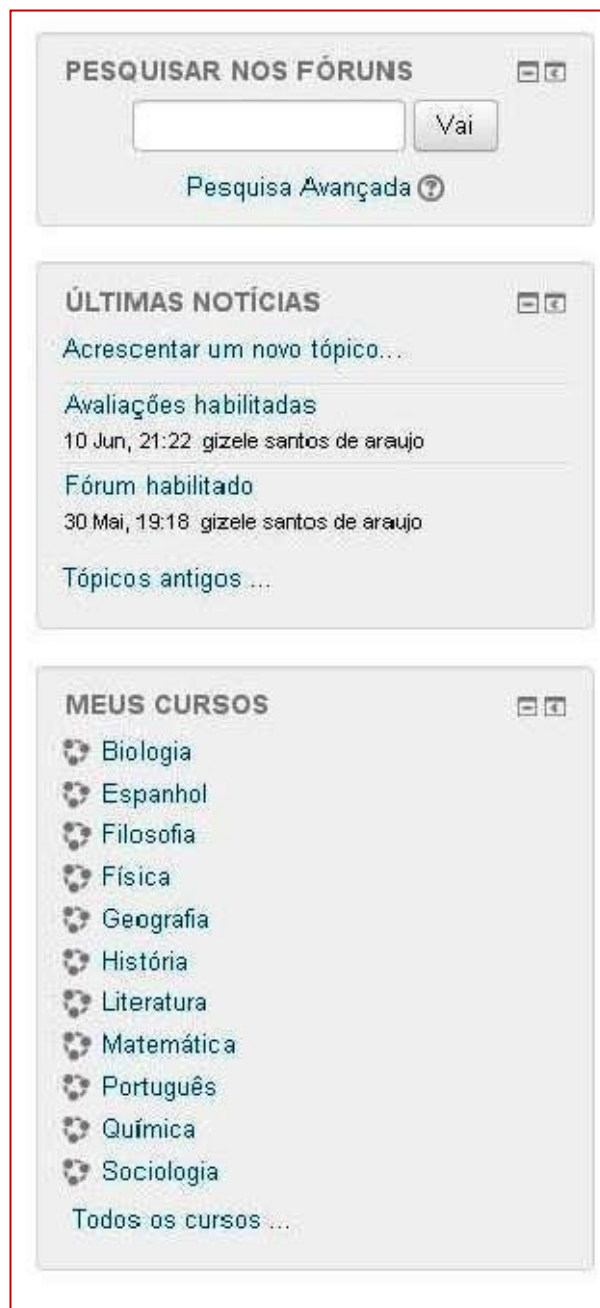 PESQUISAR NOS FÓRUNS
Vai
Pesquisa Avançada ?
ÚLTIMAS NOTÍCIAS
Acrescentar um novo tópico...
Avaliações habilitadas
10 Jun, 21:22 gizele santos de araujo
Fórum habilitado
30 Mai, 19:18 gizele santos de araujo
Tópicos antigos ...
MEUS CURSOS
Biologia
Espanhol
Filosofia
Física
Geografia
História
Literatura
Matemática
Português
Química
Sociologia
Todos os cursos ...